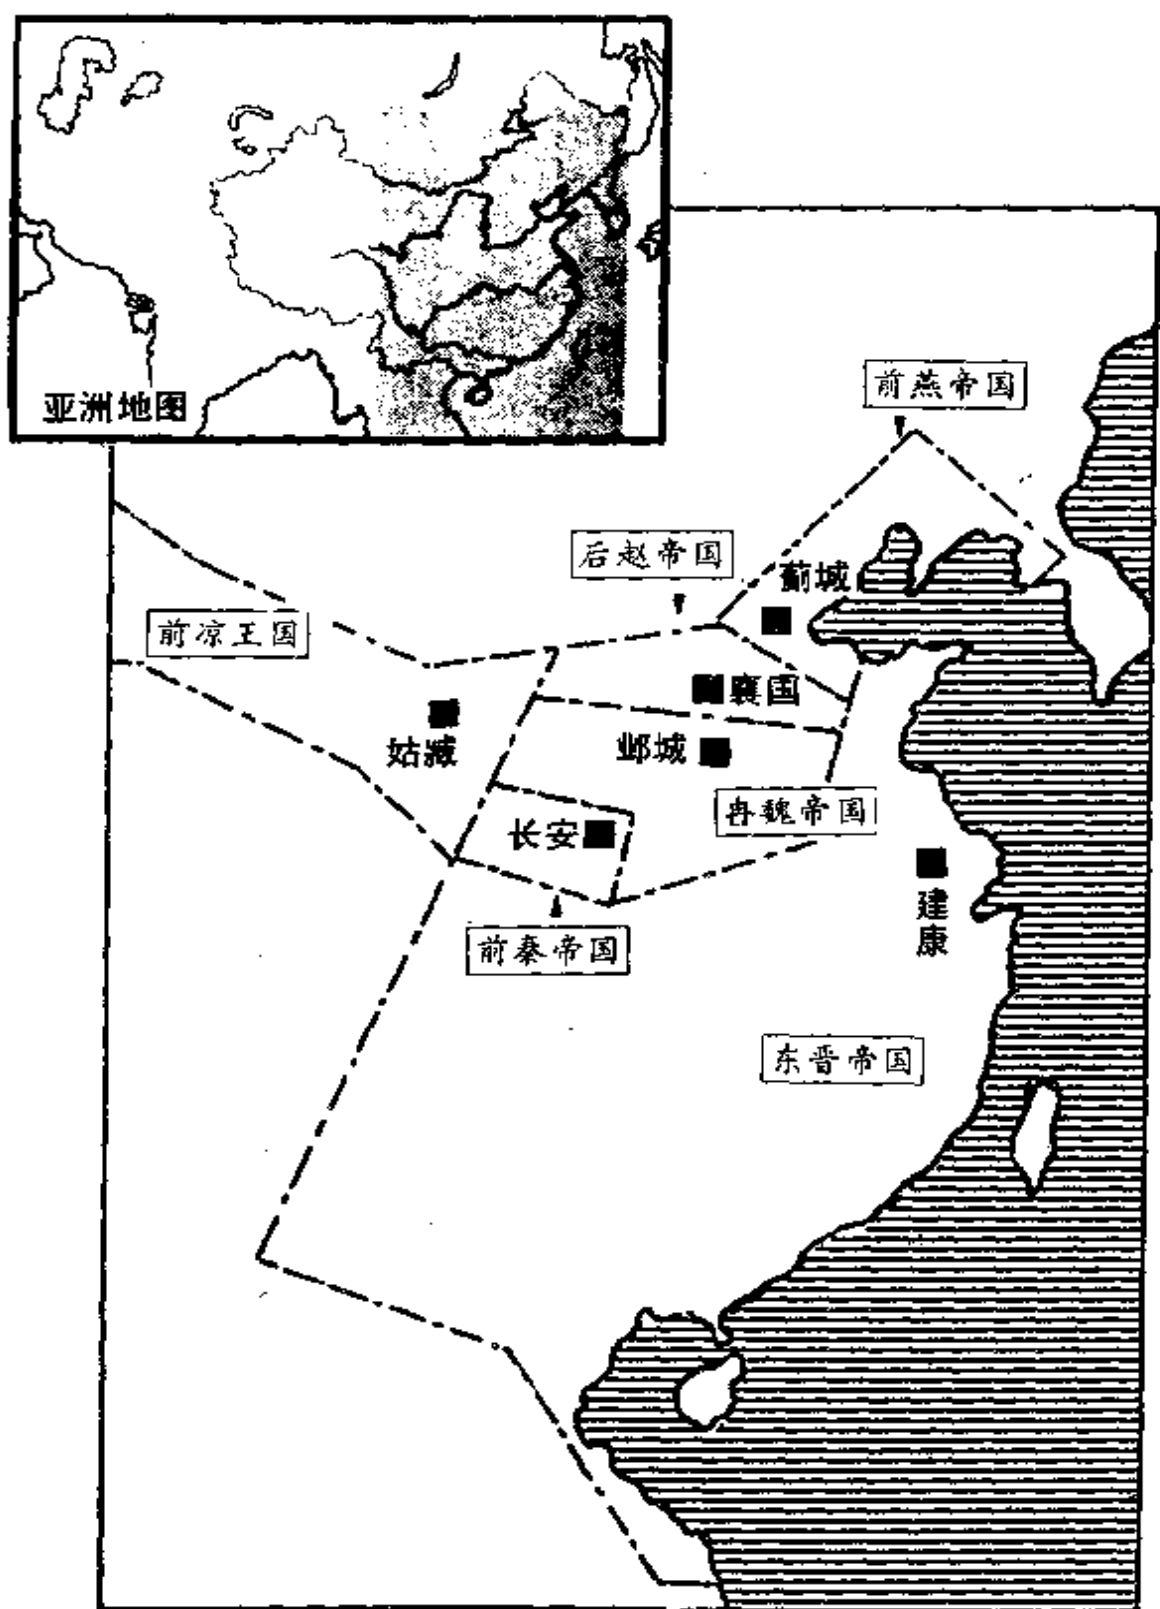 亚洲地图
前燕帝国
后赵帝国
蓟城
前凉王国
襄国
姑臧
邺城
冉魏帝国
长安
建康
前秦帝国
东晋帝国